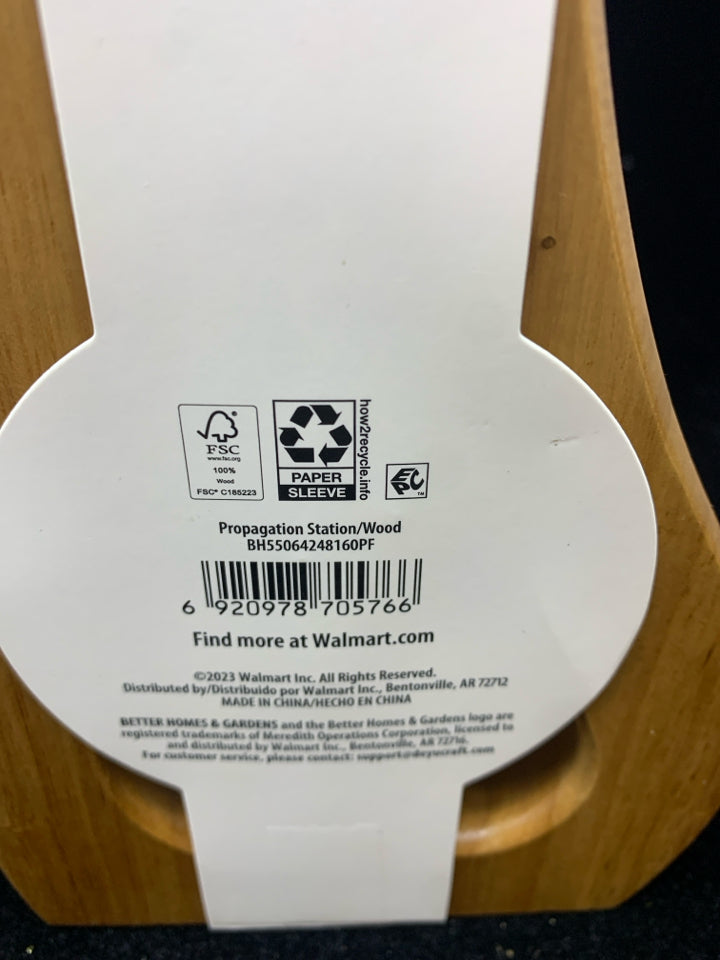 FSC
www.fsc.org
100%
Wood
FSC® C185223
PAPER
SLEEVE
how2recycle.info
EPC™
Propagation Station/Wood
BH55064248160PF
6 920978 705766
Find more at Walmart.com
©2023 Walmart Inc. All Rights Reserved.
Distributed by/Distribuido por Walmart Inc., Bentonville, AR 72712
MADE IN CHINA/HECHO EN CHINA
BETTER HOMES & GARDENS and the Better Homes & Gardens logo are
registered trademarks of Meredith Operations Corporation, licensed to
and distributed by Walmart Inc., Bentonville, AR 72716.
For customer service, please contact: support@deyucraft.com